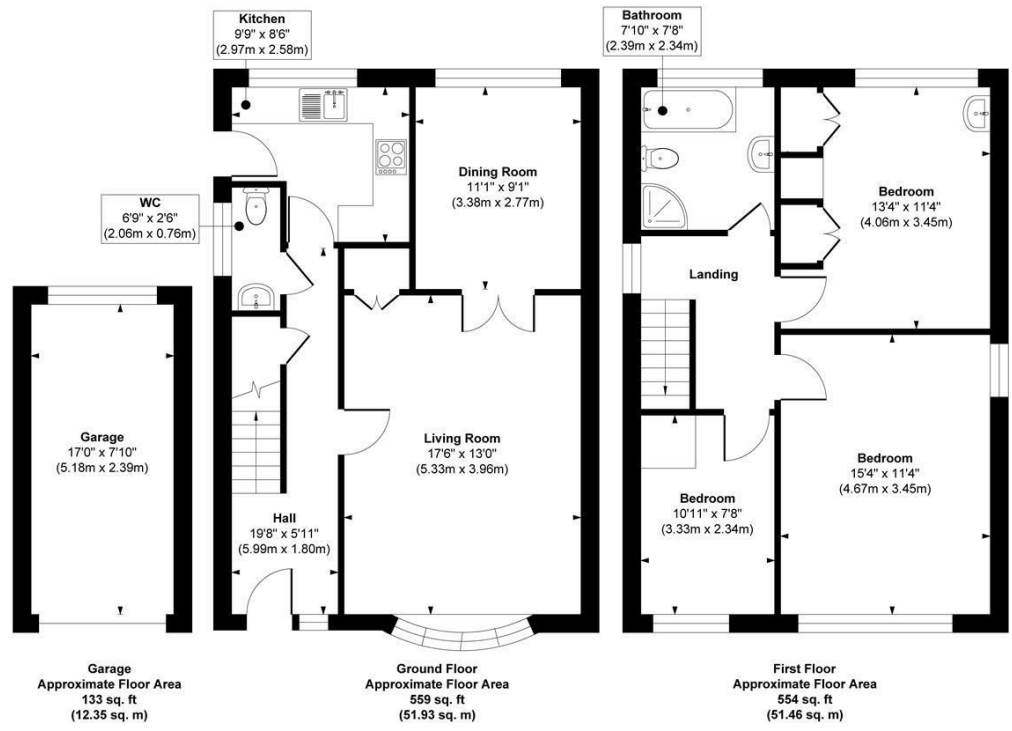 Kitchen
9'9" x 8'6"
(2.97m x 2.58m)
Bathroom
7'10" x 7'8"
(2.39m x 2.34m)
WC
6'9" x 2'6"
(2.06m x 0.76m)
Dining Room
11'1" x 9'1"
(3.38m x 2.77m)
Bedroom
13'4" x 11'4"
(4.06m x 3.45m)
Landing
Garage
17'0" x 7'10"
(5.18m x 2.39m)
Living Room
17'6" x 13'0"
(5.33m x 3.96m)
Bedroom
15'4" x 11'4"
(4.67m x 3.45m)
Bedroom
10'11" x 7'8"
(3.33m x 2.34m)
Hall
19'8" x 5'11"
(5.99m x 1.80m)
Garage
Approximate Floor Area
133 sq. ft
(12.35 sq. m)
Ground Floor
Approximate Floor Area
559 sq. ft
(51.93 sq. m)
First Floor
Approximate Floor Area
554 sq. ft
(51.46 sq. m)